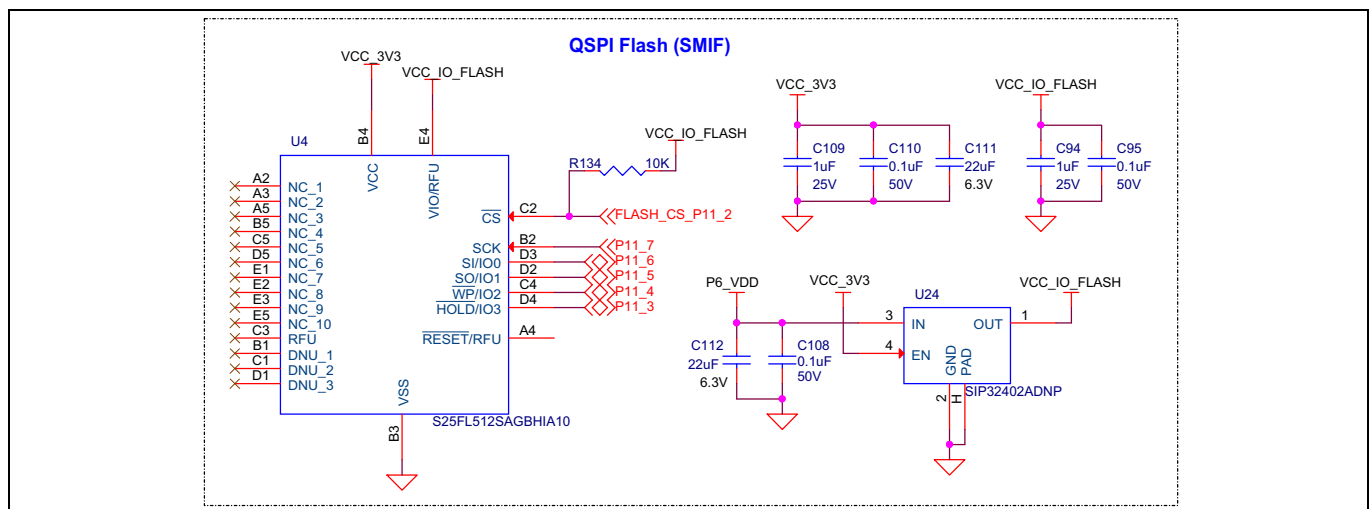 QSPI Flash (SMIF)
VCC_3V3
VCC_IO_FLASH
U4
B4
E4
VCC
VIO/RFU
A2 NC_1
A3 NC_2
A5 NC_3
B5 NC_4
C5 NC_5
D5 NC_6
E1 NC_7
E2 NC_8
E3 NC_9
E5 NC_10
C3 RFU
B1 DNU_1
C1 DNU_2
D1 DNU_3
CS C2 FLASH_CS_P11_2
SCK B2 P11_7
SI/IO0 D3 P11_6
SO/IO1 D2 P11_5
WP/IO2 C4 P11_4
HOLD/IO3 D4 P11_3
RESET/RFU A4
VSS
B3
S25FL512SAGBHIA10
VCC_IO_FLASH
R134 10K
VCC_3V3
C109
1uF
25V
C110
0.1uF
50V
C111
22uF
6.3V
VCC_IO_FLASH
C94
1uF
25V
C95
0.1uF
50V
P6_VDD
VCC_3V3
C112
22uF
6.3V
C108
0.1uF
50V
U24
VCC_IO_FLASH
3 IN
OUT 1
4 EN
GND
PAD
2
H
SIP32402ADNP